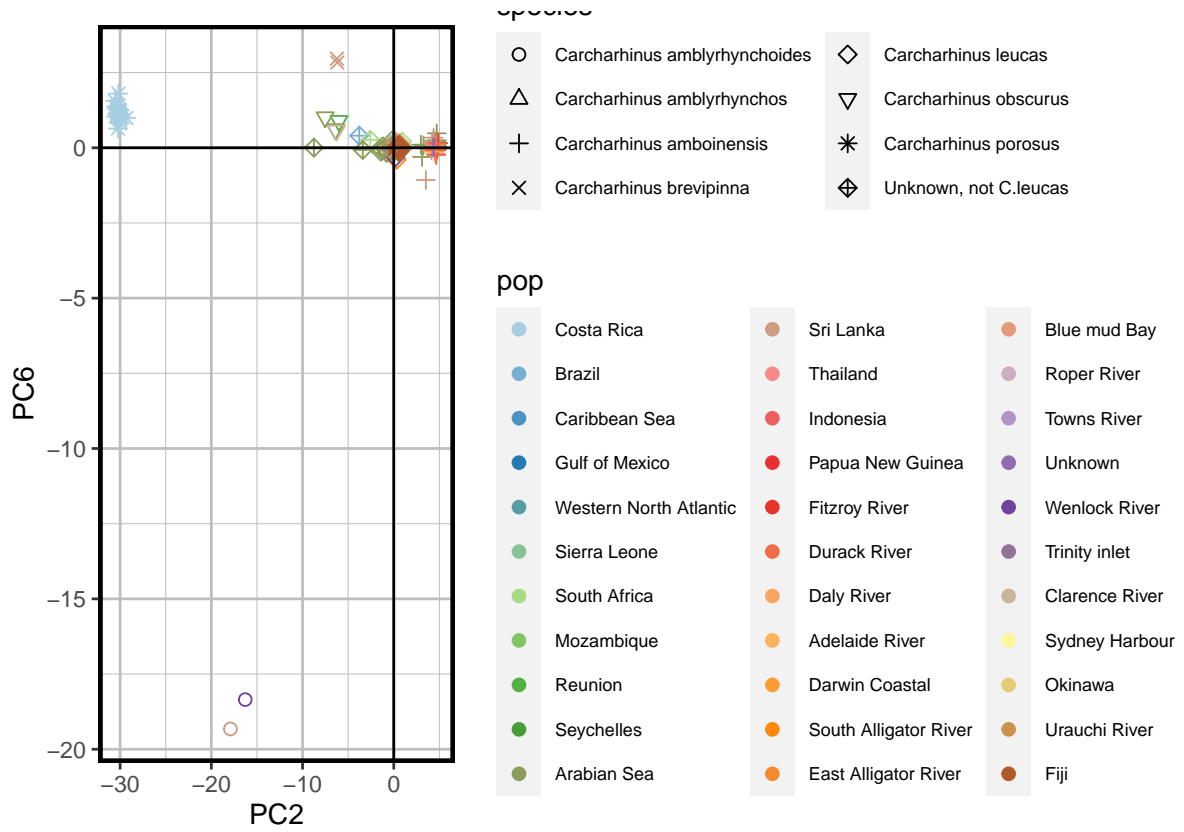 species
Carcharhinus amblyrhynchoides
Carcharhinus amblyrhynchos
Carcharhinus amboinensis
Carcharhinus brevipinna
Carcharhinus leucas
Carcharhinus obscurus
Carcharhinus porosus
Unknown, not C.leucas
pop
Costa Rica
Brazil
Caribbean Sea
Gulf of Mexico
Western North Atlantic
Sierra Leone
South Africa
Mozambique
Reunion
Seychelles
Arabian Sea
Sri Lanka
Thailand
Indonesia
Papua New Guinea
Fitzroy River
Durack River
Daly River
Adelaide River
Darwin Coastal
South Alligator River
East Alligator River
Blue mud Bay
Roper River
Towns River
Unknown
Wenlock River
Trinity inlet
Clarence River
Sydney Harbour
Okinawa
Urauchi River
Fiji
PC6
0
−5
−10
−15
−20
−30
−20
−10
0
PC2